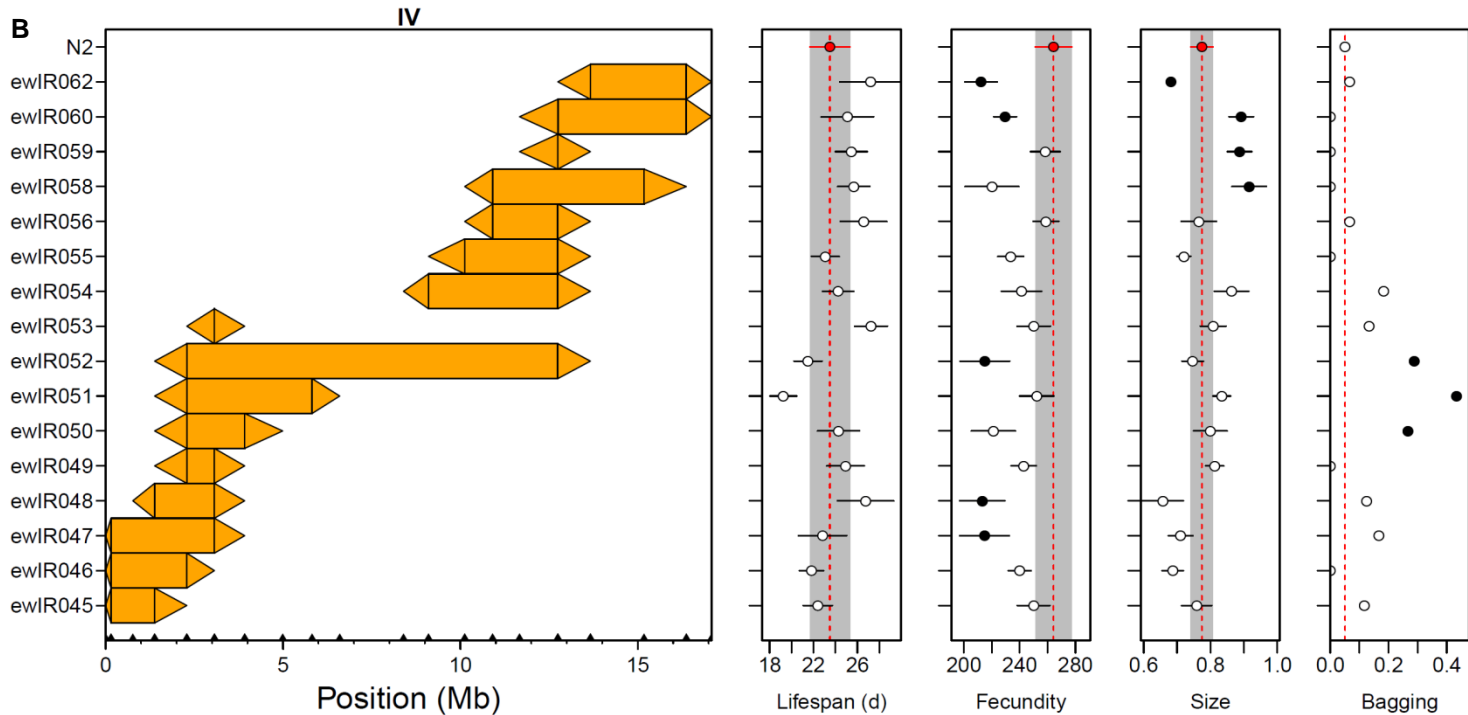 B
IV
N2
ewIR062
ewIR060
ewIR059
ewIR058
ewIR056
ewIR055
ewIR054
ewIR053
ewIR052
ewIR051
ewIR050
ewIR049
ewIR048
ewIR047
ewIR046
ewIR045
0 5 10 15
Position (Mb)
18 22 26
Lifespan (d)
200 240 280
Fecundity
0.6 0.8 1.0
Size
0.0 0.2 0.4
Bagging